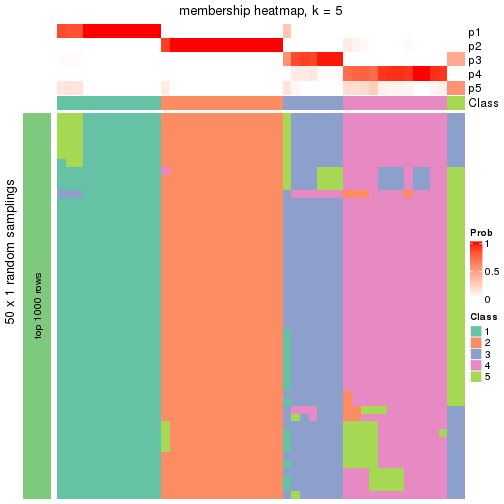 membership heatmap, k = 5
p1
p2
p3
p4
p5
Class
50 x 1 random samplings
top 1000 rows
Prob
1
0.5
0
Class
1
2
3
4
5